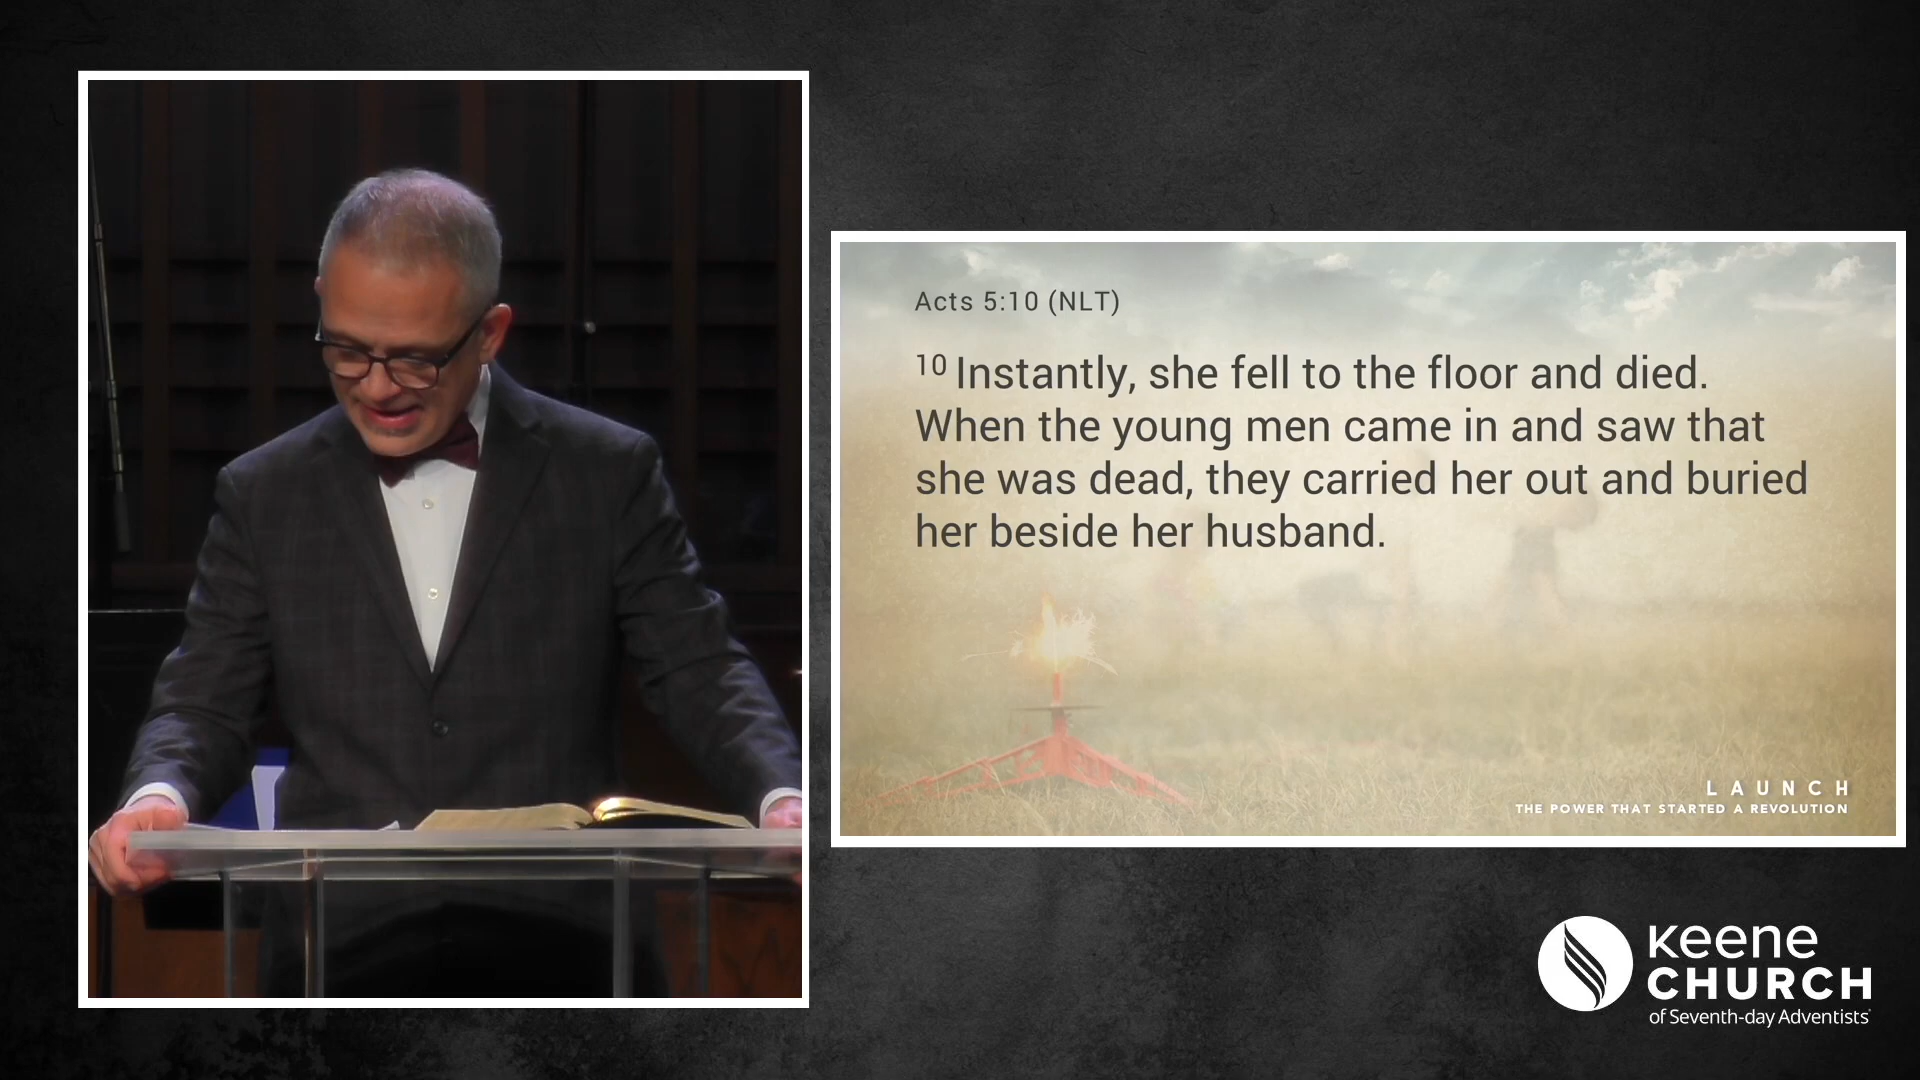 Acts 5:10 (NLT)
10 Instantly, she fell to the floor and died.
When the young men came in and saw that
she was dead, they carried her out and buried
her beside her husband.
LAUNCH
THE POWER THAT STARTED A REVOLUTION
Keene
CHURCH
of Seventh-day Adventists